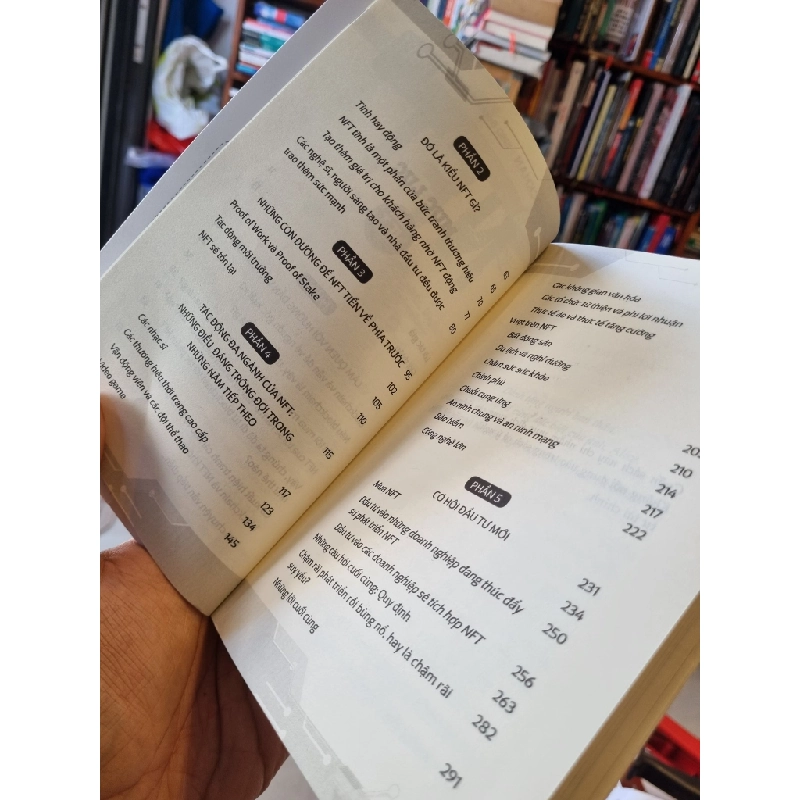 PHẦN 2
ĐÓ LÀ KIỂU NFT GÌ?
Tĩnh hay động
NFT tĩnh là một phần của bức tranh thương hiệu
Tạo thêm giá trị cho khách hàng nhờ NFT động
Các nghệ sĩ, người sáng tạo và nhà đầu tư đều được
trao thêm sức mạnh
PHẦN 3
NHỮNG CON ĐƯỜNG ĐỂ NFT TIẾN VỀ PHÍA TRƯỚC 95
Proof of Work và Proof of Stake 102
Tác động môi trường 105
NFT sẽ tồn tại 110
PHẦN 4
TÁC ĐỘNG ĐA NGÀNH CỦA NFT:
NHỮNG ĐIỀU ĐÁNG TRÔNG ĐỢI TRONG
NHỮNG NĂM TIẾP THEO 115
Các nhạc sĩ 117
Các thương hiệu thời trang cao cấp 123
Vận động viên và các đội thể thao 134
Video game 145
Các không gian văn hóa
Các tổ chức từ thiện và phi lợi nhuận
Thực tế ảo và thực tế tăng cường
Bất động sản
Du lịch và nghỉ dưỡng
Chăm sóc sức khỏe
Chính phủ
Chuỗi cung ứng
An ninh chung và an ninh mạng 210
Bảo hiểm 214
Công nghệ lớn 217
222
PHẦN 5
CƠ HỘI ĐẦU TƯ MỚI 231
Mua NFT 234
Đầu tư vào những doanh nghiệp đang thúc đẩy
sự phát triển NFT 250
Đầu tư vào các doanh nghiệp sẽ tích hợp NFT 256
Những câu hỏi cuối cùng: Quy định 263
Chậm rãi phát triển rồi bùng nổ, hay là chậm rãi
suy yếu? 282
Những lời cuối cùng 291